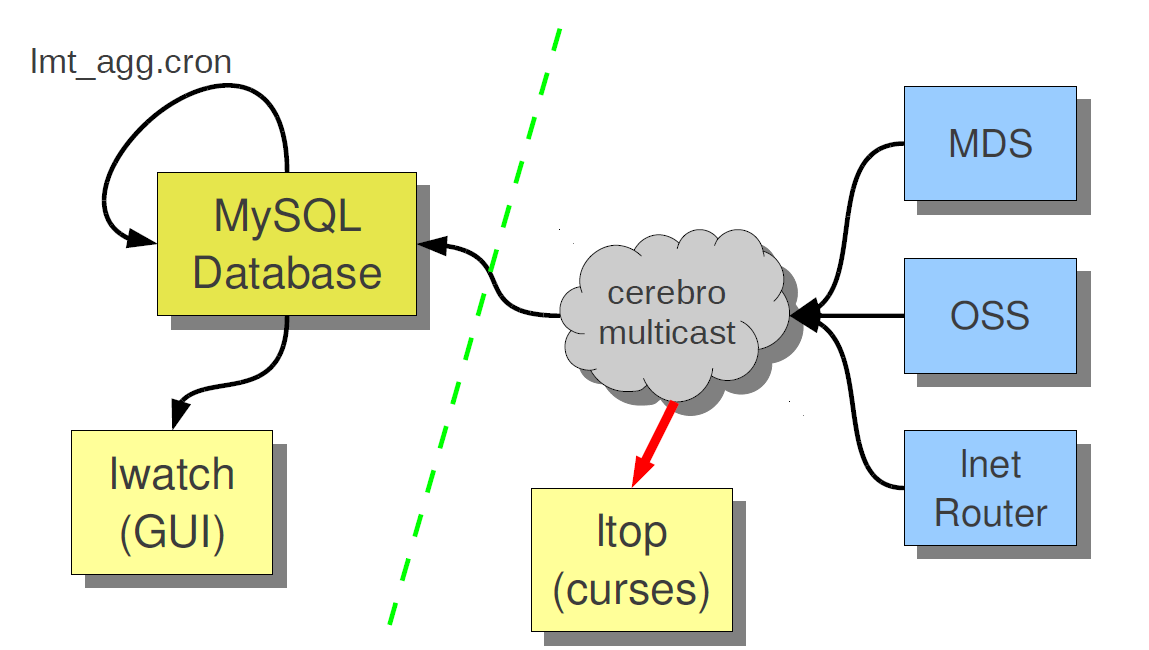 lmt_agg.cron
MySQL
Database
lwatch
(GUI)
cerebro
multicast
ltop
(curses)
MDS
OSS
lnet
Router